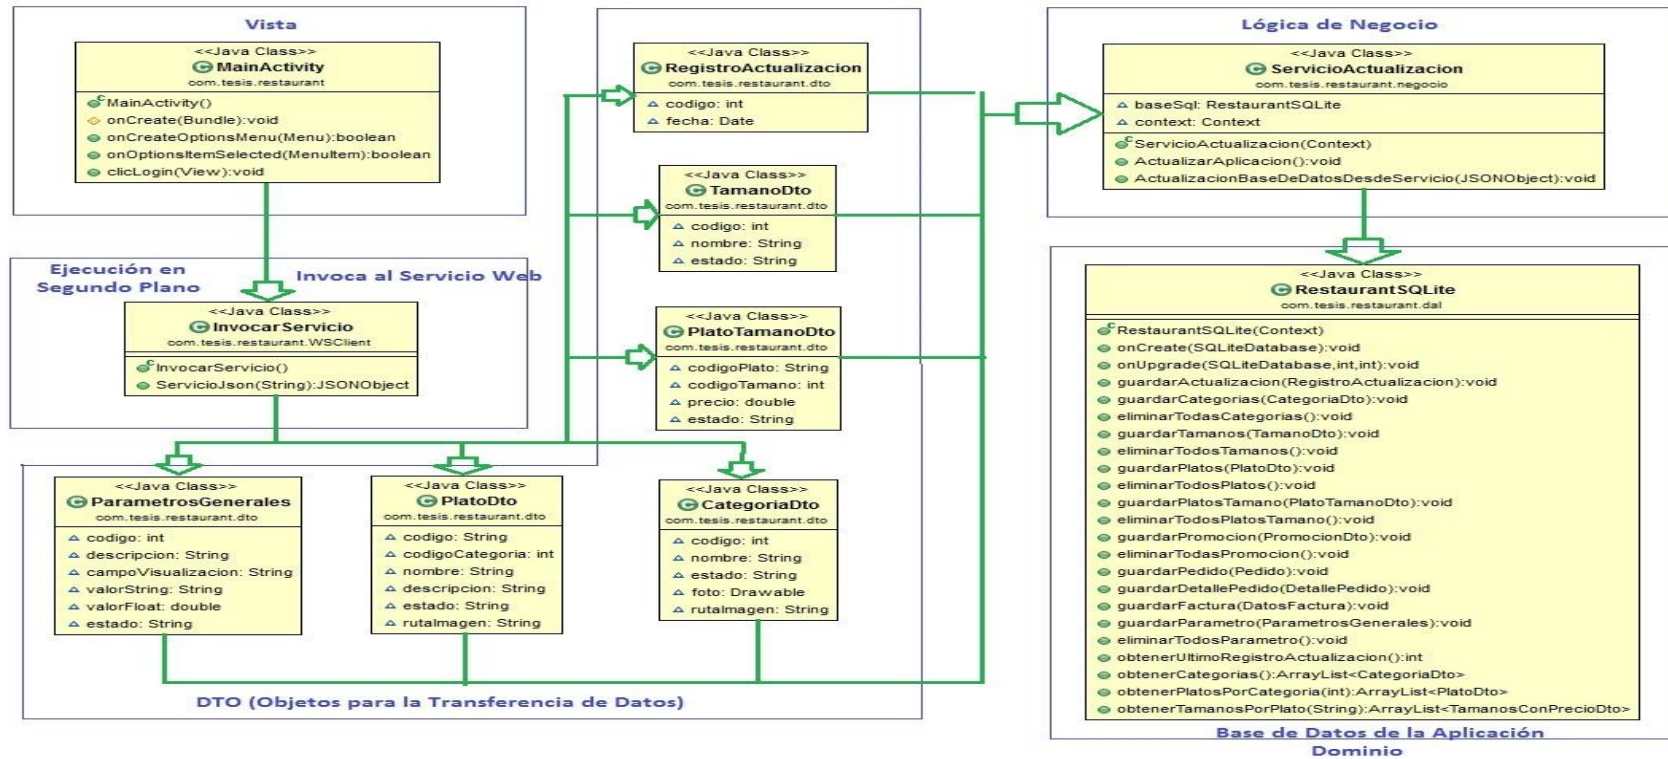 Vista
<<Java Class>>
MainActivity
com.tesis.restaurant
MainActivity()
onCreate(Bundle):void
onCreateOptionsMenu(Menu):boolean
onOptionsItemSelected(MenuItem):boolean
clicLogin(View):void
Ejecución en
Segundo Plano
Invoca al Servicio Web
<<Java Class>>
InvocarServicio
com.tesis.restaurant.WSClient
InvocarServicio()
ServicioJson(String):JSONObject
<<Java Class>>
RegistroActualizacion
com.tesis.restaurant.dto
codigo: int
fecha: Date
<<Java Class>>
TamanoDto
com.tesis.restaurant.dto
codigo: int
nombre: String
estado: String
<<Java Class>>
PlatoTamanoDto
com.tesis.restaurant.dto
codigoPlato: String
codigoTamano: int
precio: double
estado: String
<<Java Class>>
ParametrosGenerales
com.tesis.restaurant.dto
codigo: int
descripcion: String
campoVisualizacion: String
valorString: String
valorFloat: double
estado: String
<<Java Class>>
PlatoDto
com.tesis.restaurant.dto
codigo: String
codigoCategoria: int
nombre: String
descripcion: String
estado: String
rutaImagen: String
<<Java Class>>
CategoriaDto
com.tesis.restaurant.dto
codigo: int
nombre: String
estado: String
foto: Drawable
rutaImagen: String
DTO (Objetos para la Transferencia de Datos)
Lógica de Negocio
<<Java Class>>
ServicioActualizacion
com.tesis.restaurant.negocio
baseSql: RestaurantSQLite
context: Context
ServicioActualizacion(Context)
ActualizarAplicacion():void
ActualizacionBaseDeDatosDesdeServicio(JSONObject):void
<<Java Class>>
RestaurantSQLite
com.tesis.restaurant.dal
RestaurantSQLite(Context)
onCreate(SQLiteDatabase):void
onUpgrade(SQLiteDatabase,int,int):void
guardarActualizacion(RegistroActualizacion):void
guardarCategorias(CategoriaDto):void
eliminarTodasCategorias():void
guardarTamanos(TamanoDto):void
eliminarTodosTamanos():void
guardarPlatos(PlatoDto):void
eliminarTodosPlatos():void
guardarPlatosTamano(PlatoTamanoDto):void
eliminarTodosPlatosTamano():void
guardarPromocion(PromocionDto):void
eliminarTodasPromocion():void
guardarPedido(Pedido):void
guardarDetallePedido(DetallePedido):void
guardarFactura(DatosFactura):void
guardarParametro(ParametrosGenerales):void
eliminarTodosParametro():void
obtenerUltimoRegistroActualizacion():int
obtenerCategorias():ArrayList<CategoriaDto>
obtenerPlatosPorCategoria(int):ArrayList<PlatoDto>
obtenerTamanosPorPlato(String):ArrayList<TamanosConPrecioDto>
Base de Datos de la Aplicación
Dominio